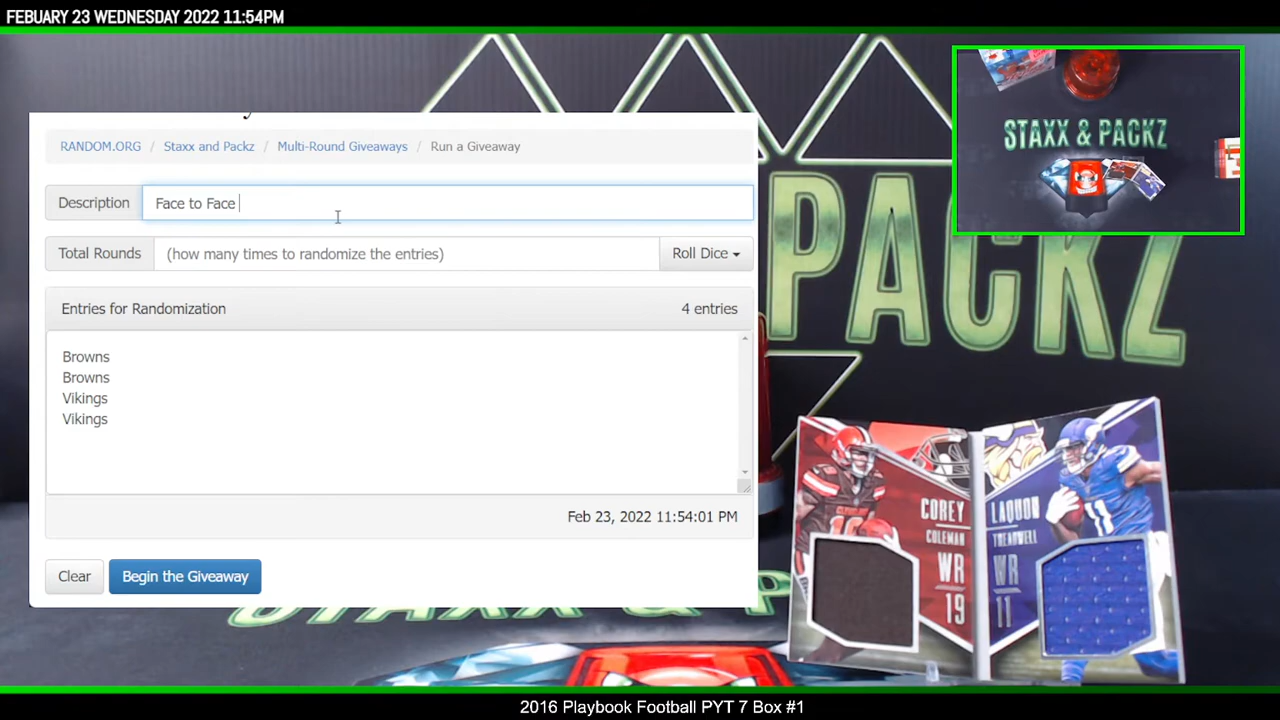 FEBUARY 23 WEDNESDAY 2022 11:54PM
RANDOM.ORG / Staxx and Packz / Multi-Round Giveaways / Run a Giveaway
Description Face to Face
Total Rounds (how many times to randomize the entries) Roll Dice
Entries for Randomization 4 entries
Browns
Browns
Vikings
Vikings
Feb 23, 2022 11:54:01 PM
Clear Begin the Giveaway
STAXX & PACKZ
PACKZ
STAXX & P
COREY
COLEMAN
WR
19
LAQUON
TREADWELL
WR
11
2016 Playbook Football PYT 7 Box #1